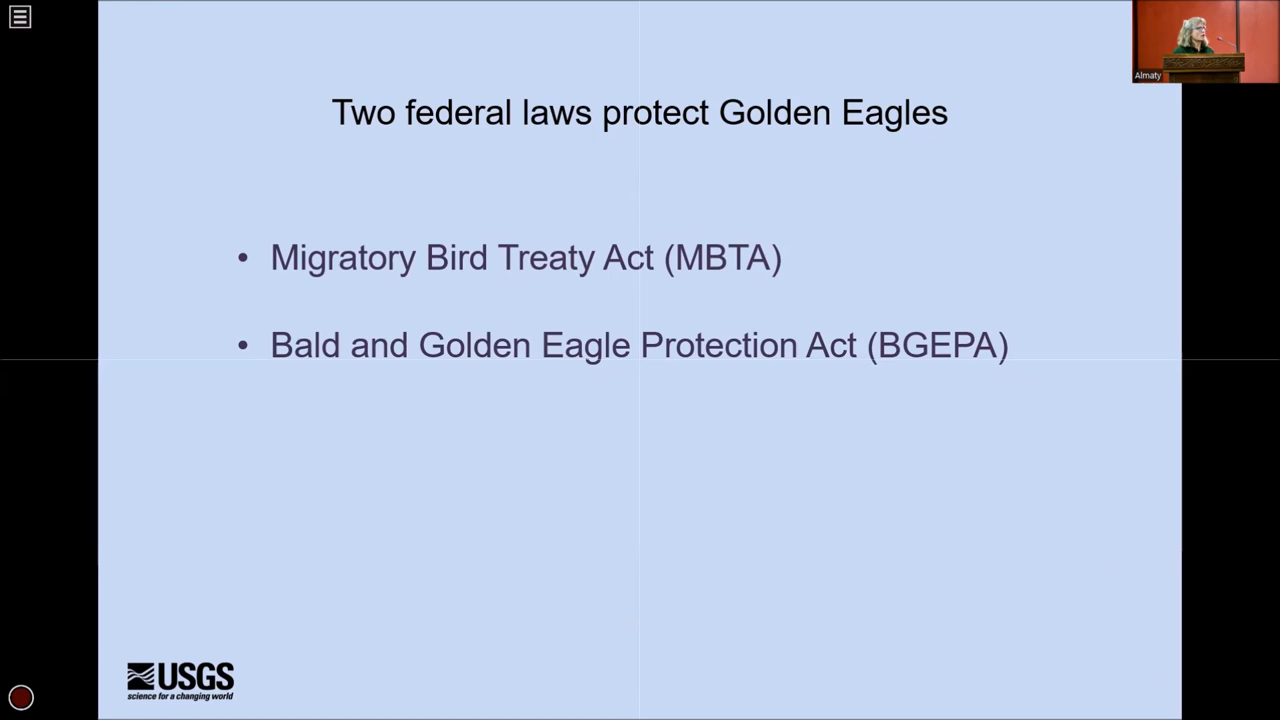 Almaty
Two federal laws protect Golden Eagles
• Migratory Bird Treaty Act (MBTA)
• Bald and Golden Eagle Protection Act (BGEPA)
USGS
science for a changing world